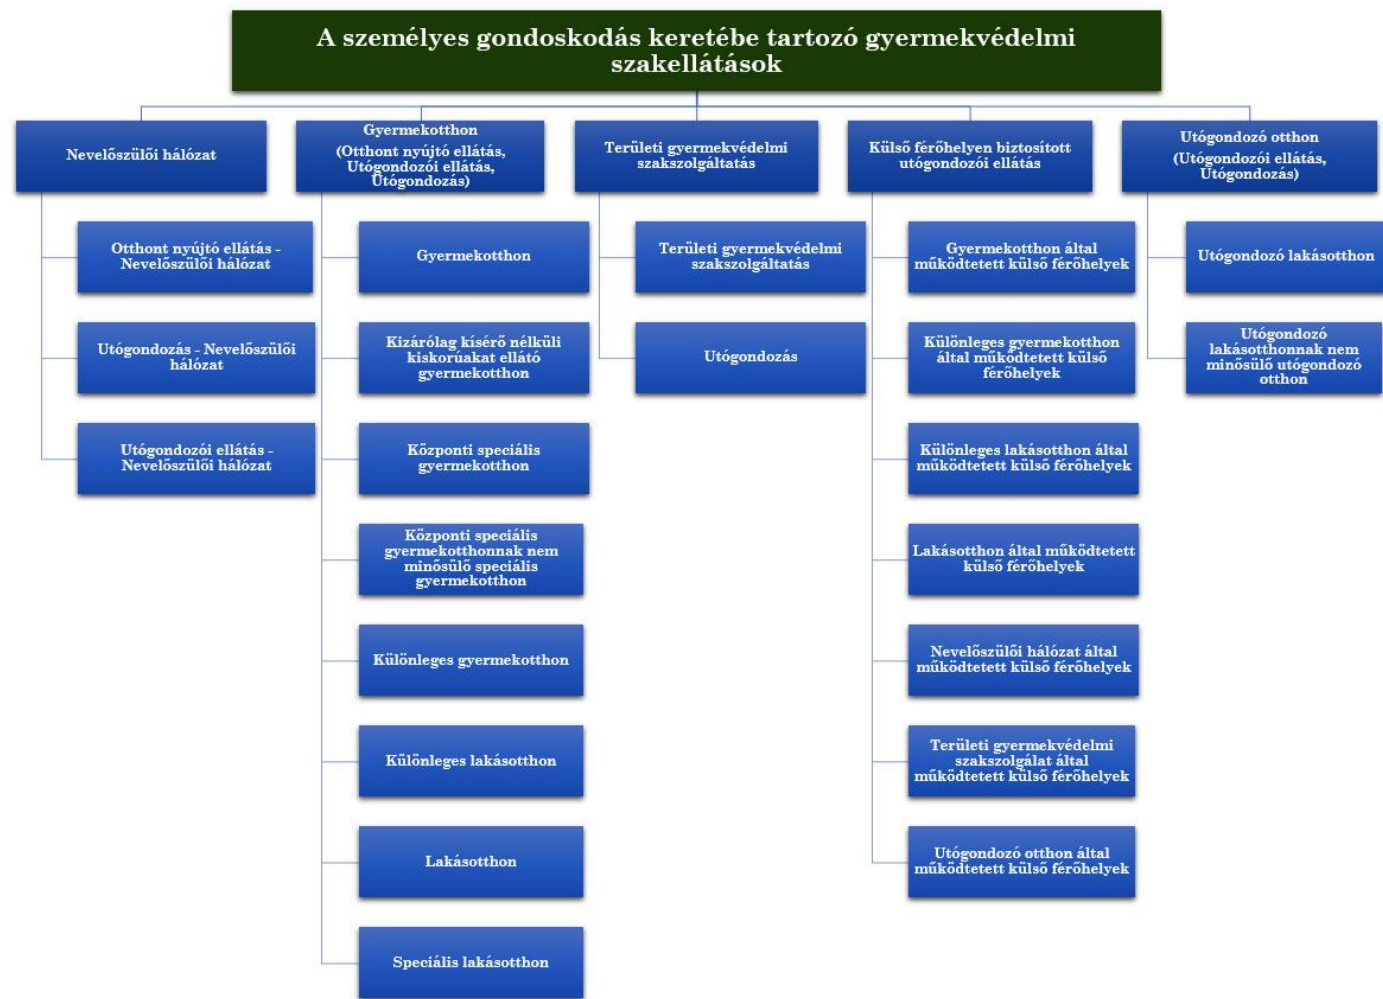 A személyes gondoskodás keretébe tartozó gyermekvédelmi
szakellátások
Nevelőszülői hálózat
Otthont nyújtó ellátás -
Nevelőszülői hálózat
Utógondozás - Nevelőszülői
hálózat
Utógondozói ellátás -
Nevelőszülői hálózat
Gyermekotthon
(Otthont nyújtó ellátás,
Utógondozói ellátás,
Utógondozás)
Gyermekotthon
Kizárólag kísérő nélküli
kiskorúakat ellátó
gyermekotthon
Központi speciális
gyermekotthon
Központi speciális
gyermekotthonnak nem
minősülő speciális
gyermekotthon
Különleges gyermekotthon
Különleges lakásotthon
Lakásotthon
Speciális lakásotthon
Területi gyermekvédelmi
szakszolgáltatás
Területi gyermekvédelmi
szakszolgáltatás
Utógondozás
Külső férőhelyen biztosított
utógondozói ellátás
Gyermekotthon által
működtetett külső férőhelyek
Különleges gyermekotthon
által működtetett külső
férőhelyek
Különleges lakásotthon által
működtetett külső férőhelyek
Lakásotthon által működtetett
külső férőhelyek
Nevelőszülői hálózat által
működtetett külső férőhelyek
Területi gyermekvédelmi
szakszolgálat által
működtetett külső férőhelyek
Utógondozó otthon által
működtetett külső férőhelyek
Utógondozó otthon
(Utógondozói ellátás,
Utógondozás)
Utógondozó lakásotthon
Utógondozó
lakásotthonnak nem
minősülő utógondozó
otthon